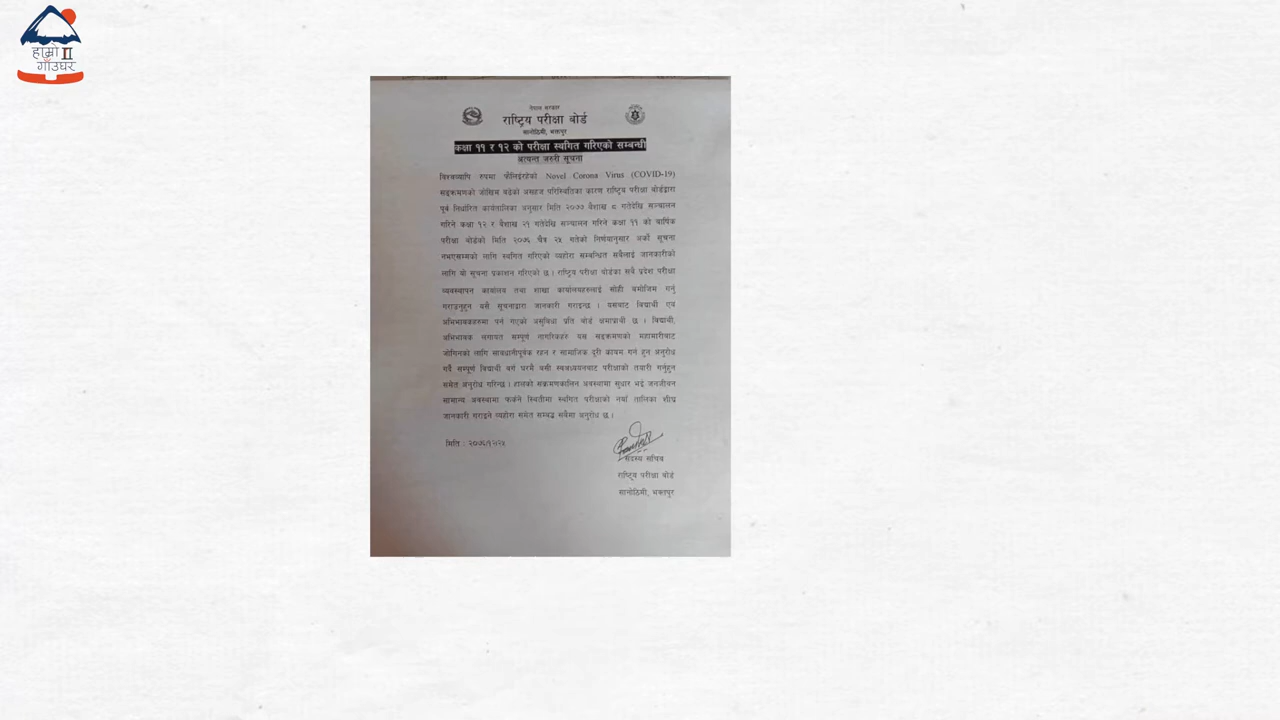 हाम्रो II
गाँउघर
नेपाल सरकार
राष्ट्रिय परीक्षा बोर्ड
सानोठिमी, भक्तपुर
कक्षा ११ र १२ को परीक्षा स्थगित गरिएको सम्बन्धी
अत्यन्त जरुरी सूचना
विश्वव्यापि रुपमा फैलिईरहेको Novel Corona Virus (COVID-19)
सङक्रमणको जोखिम बढेको असहज परिस्थितिका कारण राष्ट्रिय परीक्षा बोर्डद्वारा
पूर्व निर्धारित कार्यतालिका अनुसार मिति २०७७ बैशाख ८ गतेदेखि सञ्चालन
गरिने कक्षा १२ र बैशाख २१ गतेदेखि सञ्चालन गरिने कक्षा ११ को वार्षिक
परीक्षा बोर्डको मिति २०७६ चैत्र २५ गतेको निर्णयानुसार अर्को सूचना
नभएसम्मको लागि स्थगित गरिएको व्यहोरा सम्बन्धित सबैलाई जानकारीको
लागि यो सूचना प्रकाशन गरिएको छ । राष्ट्रिय परीक्षा बोर्डका सबै प्रदेश परीक्षा
व्यवस्थापन कार्यालय तथा शाखा कार्यालयहरुलाई सोही बमोजिम गर्नु
गराउनुहुन यसै सूचनाद्वारा जानकारी गराइन्छ । यसबाट विद्यार्थी एवं
अभिभावकहरुमा पर्न गएको असुविधा प्रति बोर्ड क्षमाप्रार्थी छ । विद्यार्थी,
अभिभावक लगायत सम्पूर्ण नागरिकहरु यस सङक्रमणको महामारीबाट
जोगिनको लागि सावधानीपूर्वक रहन र सामाजिक दुरी कायम गर्न हुन अनुरोध
गर्दै सम्पूर्ण विद्यार्थी वर्ग घरमै बसी स्वअध्ययनबाट परीक्षाको तयारी गर्नुहुन
समेत अनुरोध गरिन्छ । हालको संक्रमणकालिन अवस्थामा सुधार भई जनजीवन
सामान्य अवस्थामा फर्कने स्थितीमा स्थगित परीक्षाको नयाँ तालिका शीघ्र
जानकारी गराइने व्यहोरा समेत सम्बद्ध सबैमा अनुरोध छ ।
मिति : २०७६/१२/२५
सदस्य सचिव
राष्ट्रिय परीक्षा बोर्ड
सानोठिमी, भक्तपुर